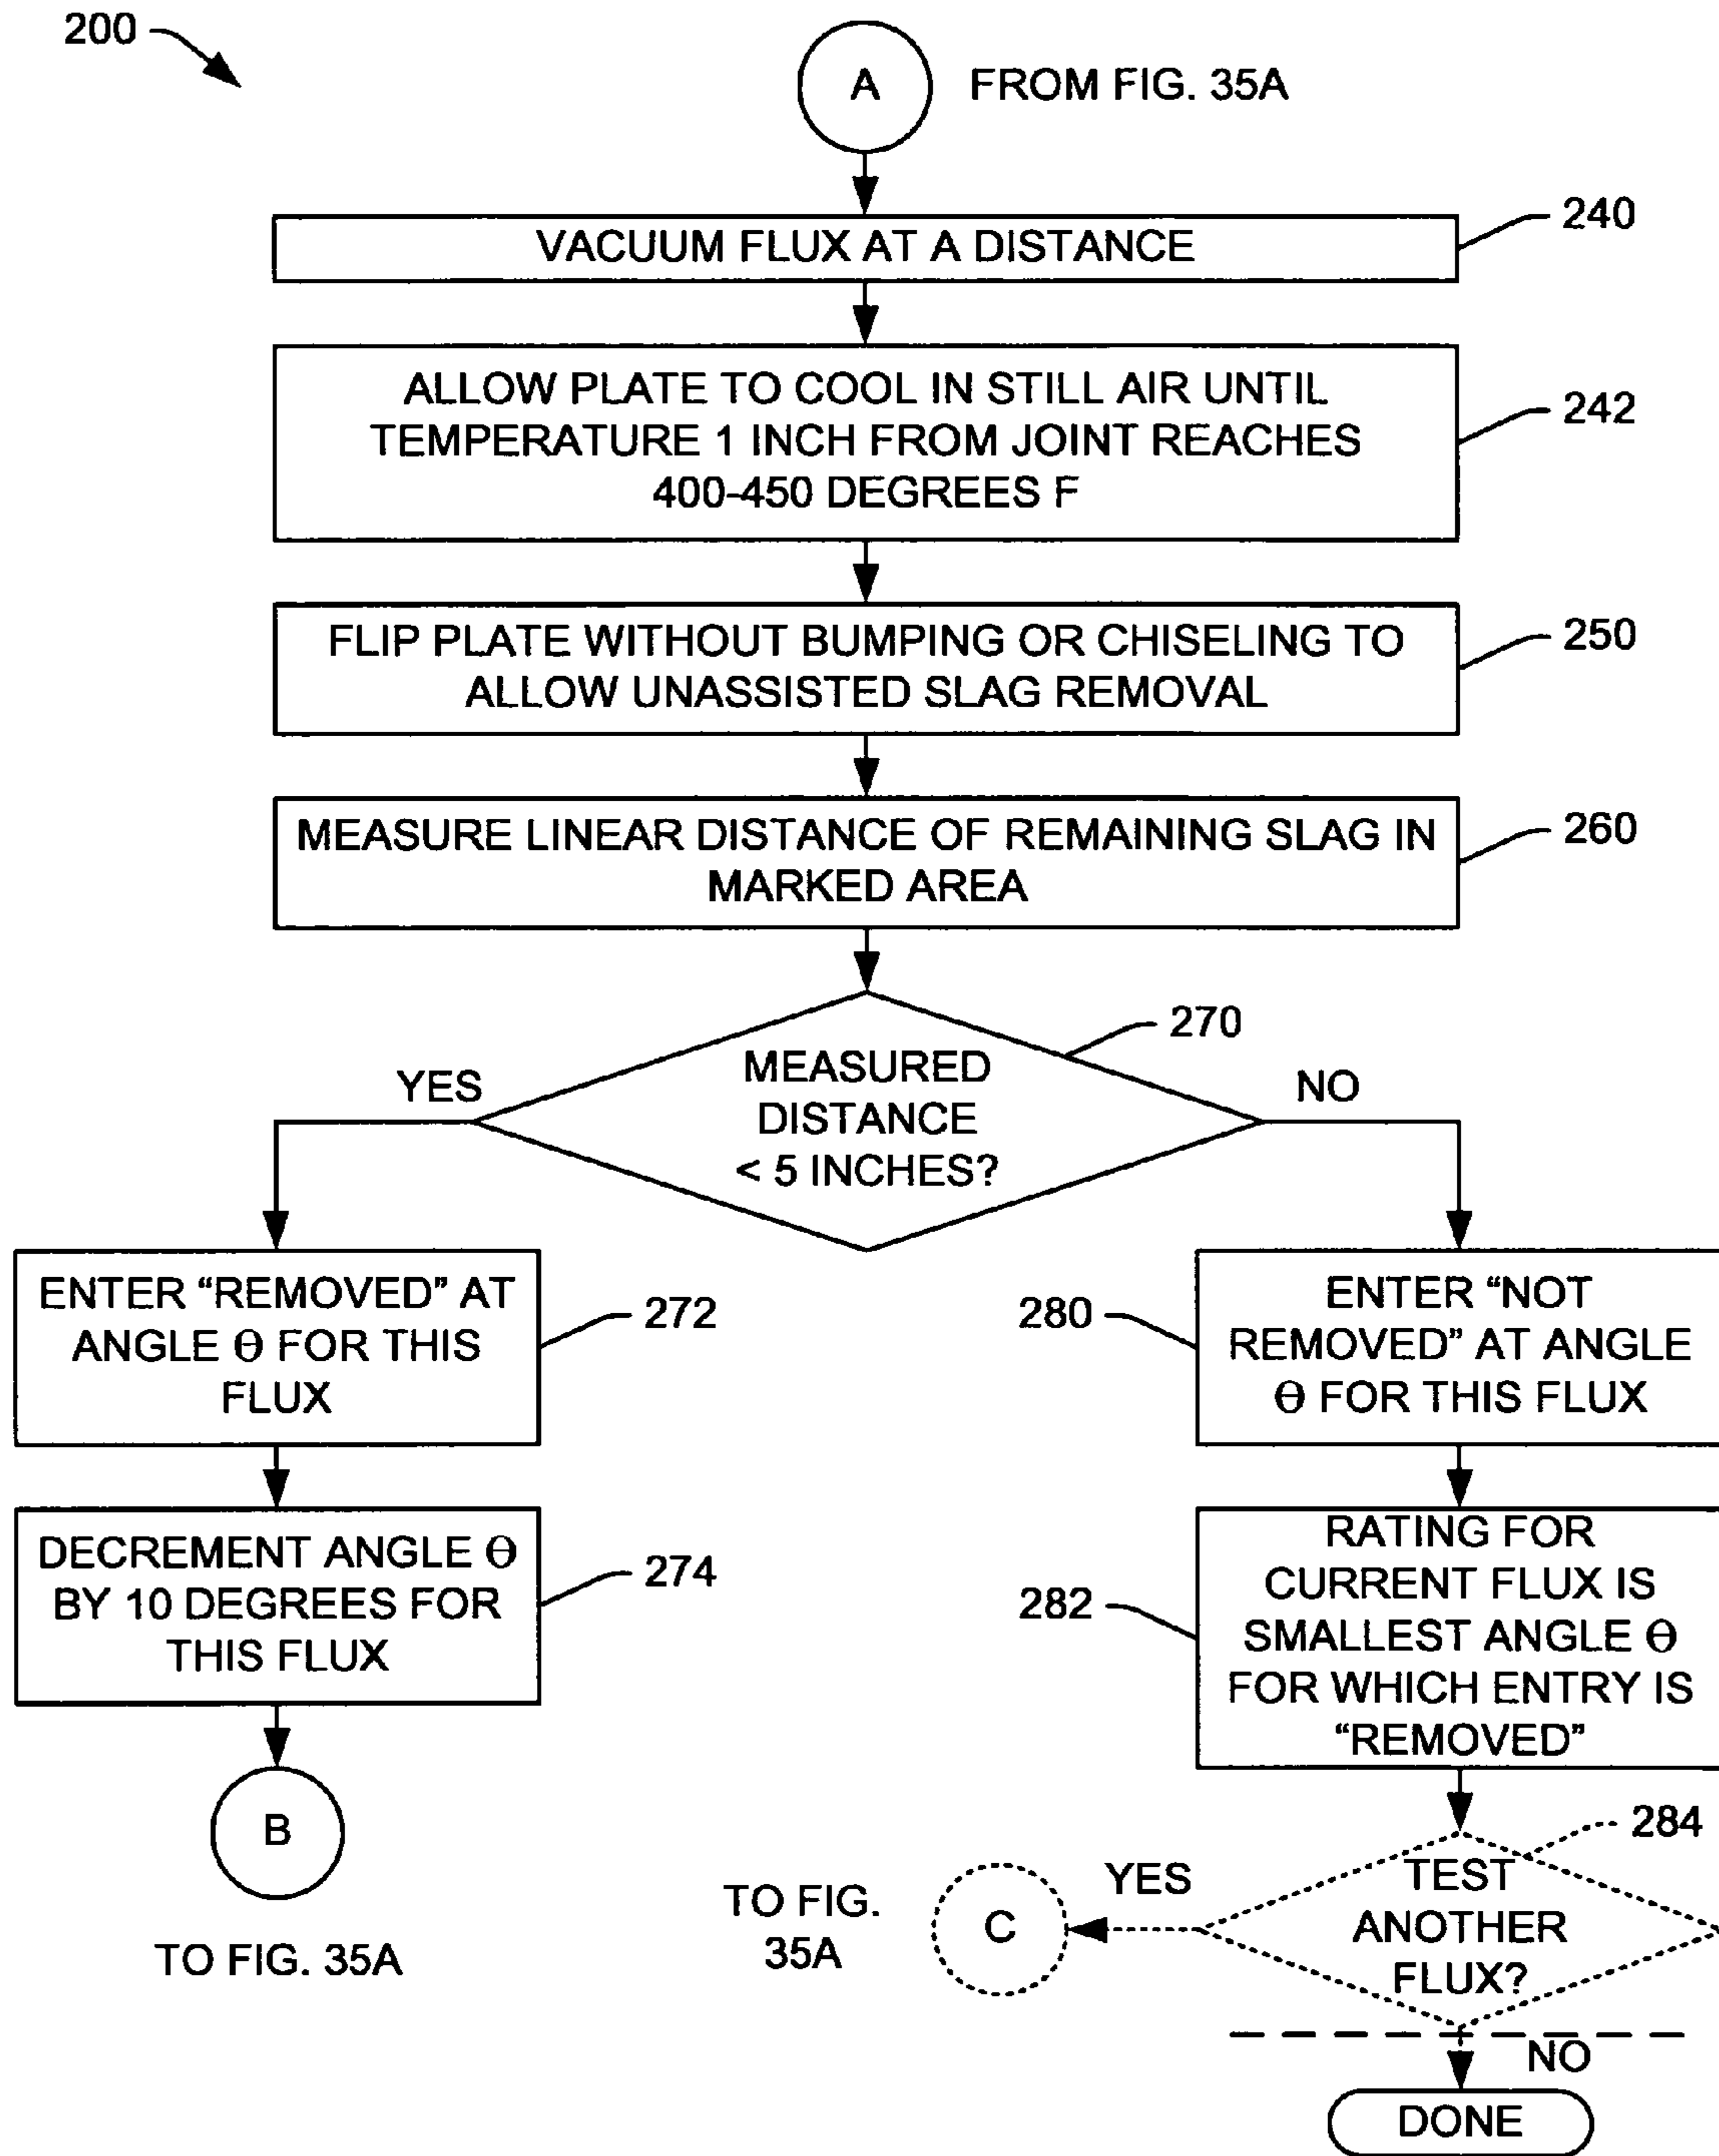 200
A
FROM FIG. 35A
VACUUM FLUX AT A DISTANCE
240
ALLOW PLATE TO COOL IN STILL AIR UNTIL
TEMPERATURE 1 INCH FROM JOINT REACHES
400-450 DEGREES F
242
FLIP PLATE WITHOUT BUMPING OR CHISELING TO
ALLOW UNASSISTED SLAG REMOVAL
250
MEASURE LINEAR DISTANCE OF REMAINING SLAG IN
MARKED AREA
260
MEASURED
DISTANCE
< 5 INCHES?
270
YES
NO
ENTER “REMOVED” AT
ANGLE Θ FOR THIS
FLUX
272
280
ENTER “NOT
REMOVED” AT ANGLE
Θ FOR THIS FLUX
DECREMENT ANGLE Θ
BY 10 DEGREES FOR
THIS FLUX
274
282
RATING FOR
CURRENT FLUX IS
SMALLEST ANGLE Θ
FOR WHICH ENTRY IS
“REMOVED”
B
TO FIG. 35A
284
TEST
ANOTHER
FLUX?
YES
C
TO FIG.
35A
NO
DONE